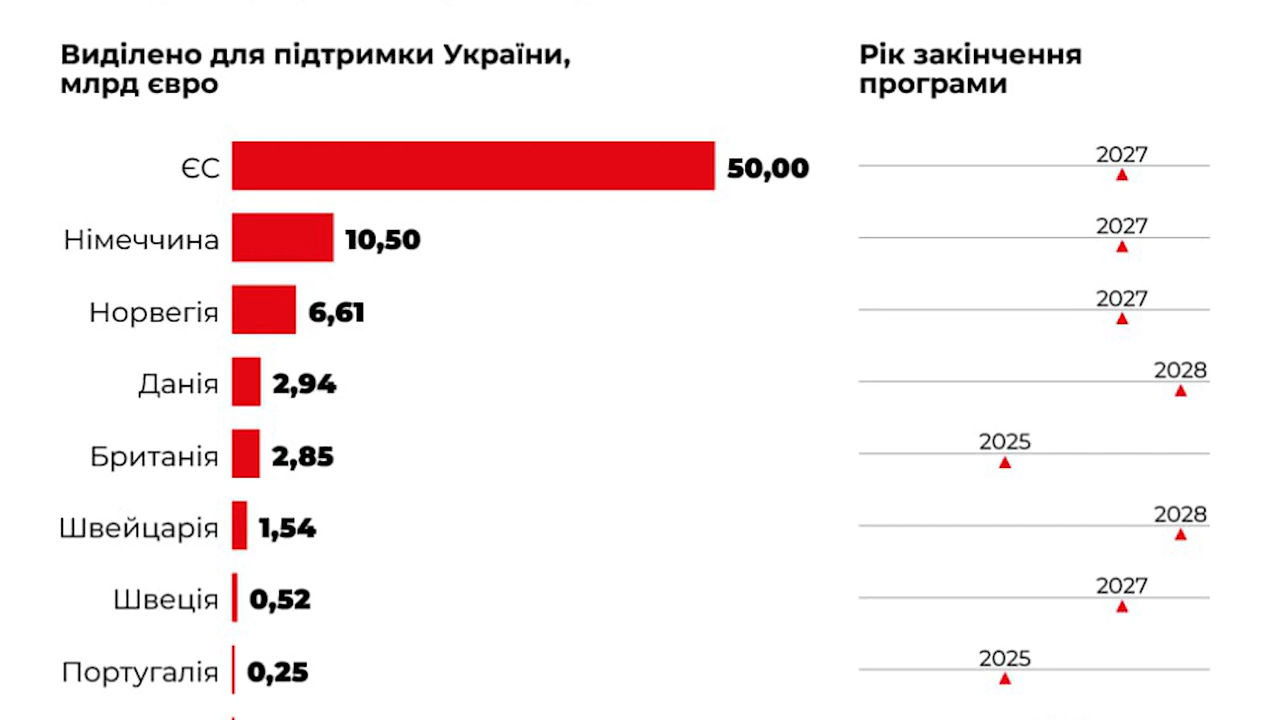 Виділено для підтримки України,
млрд євро
Рік закінчення
програми
ЄС 50,00 2027
Німеччина 10,50 2027
Норвегія 6,61 2027
Данія 2,94 2028
Британія 2,85 2025
Швейцарія 1,54 2028
Швеція 0,52 2027
Португалія 0,25 2025